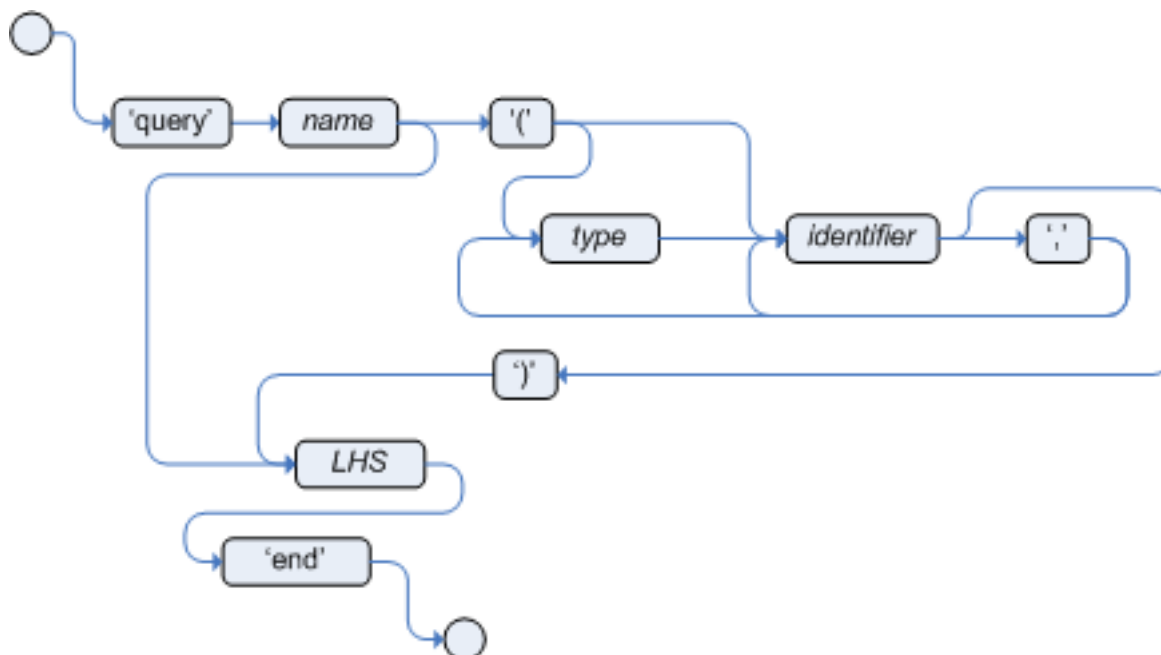 ‘query’ name '('
type identifier ‘,’
‘)’
LHS
‘end’